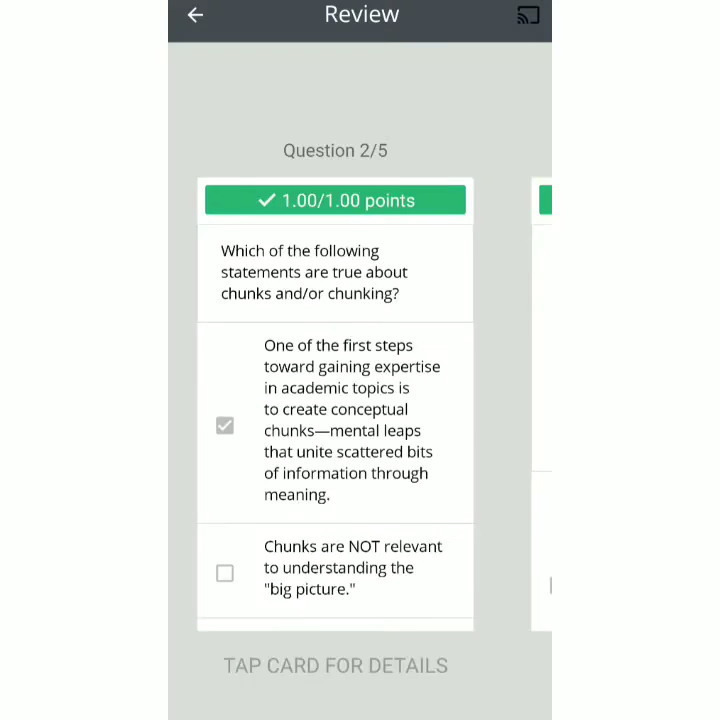 Review
Question 2/5
1.00/1.00 points
Which of the following
statements are true about
chunks and/or chunking?
One of the first steps
toward gaining expertise
in academic topics is
to create conceptual
chunks—mental leaps
that unite scattered bits
of information through
meaning.
Chunks are NOT relevant
to understanding the
"big picture."
TAP CARD FOR DETAILS